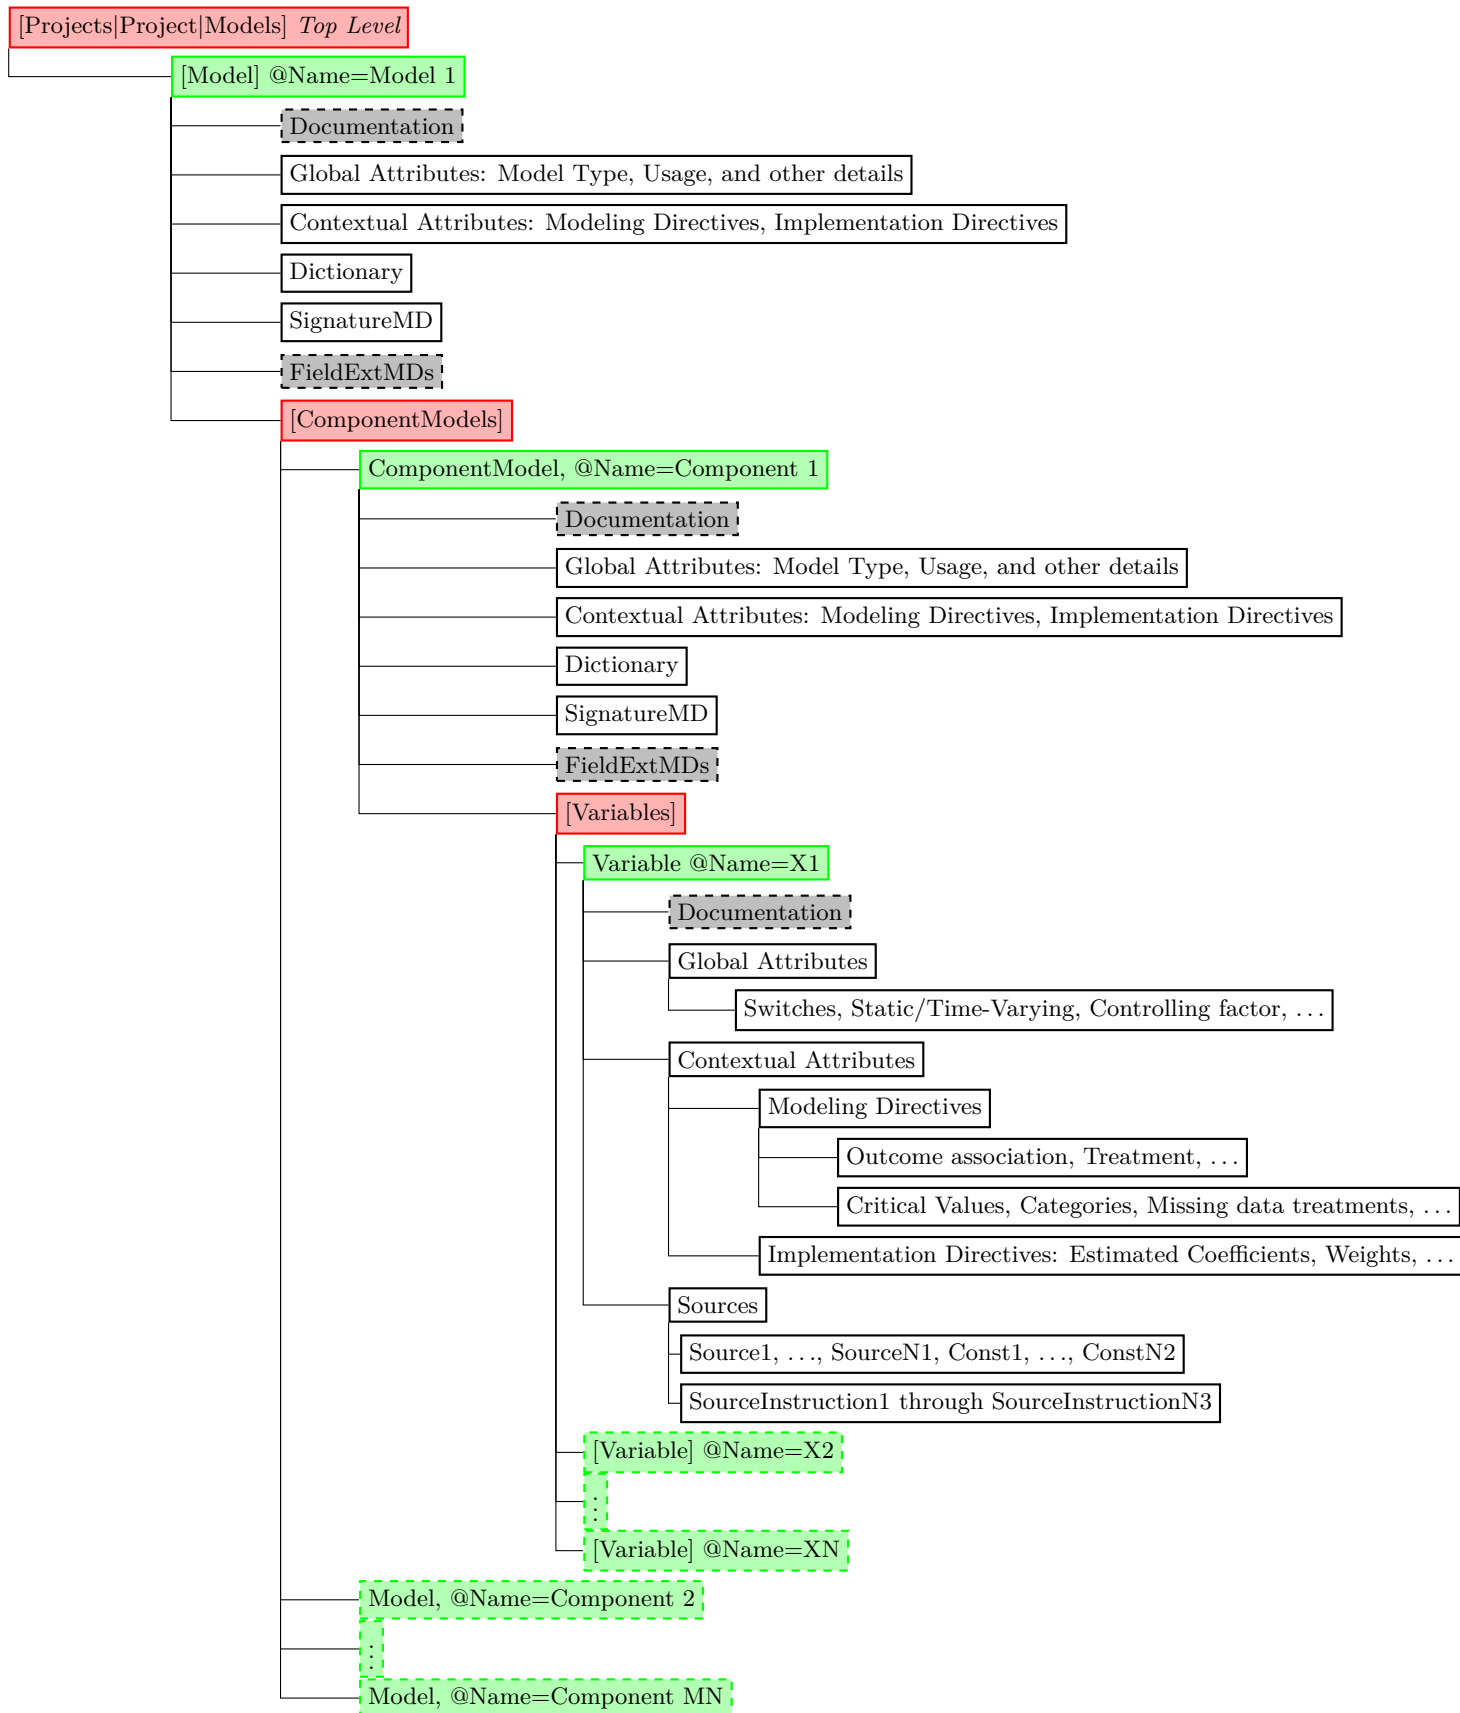 [Projects|Project|Models] Top Level
[Model] @Name=Model 1
Documentation
Global Attributes: Model Type, Usage, and other details
Contextual Attributes: Modeling Directives, Implementation Directives
Dictionary
SignatureMD
FieldExtMDs
[ComponentModels]
ComponentModel, @Name=Component 1
Documentation
Global Attributes: Model Type, Usage, and other details
Contextual Attributes: Modeling Directives, Implementation Directives
Dictionary
SignatureMD
FieldExtMDs
[Variables]
Variable @Name=X1
Documentation
Global Attributes
Switches, Static/Time-Varying, Controlling factor, …
Contextual Attributes
Modeling Directives
Outcome association, Treatment, …
Critical Values, Categories, Missing data treatments, …
Implementation Directives: Estimated Coefficients, Weights, …
Sources
Source1, …, SourceN1, Const1, …, ConstN2
SourceInstruction1 through SourceInstructionN3
[Variable] @Name=X2
⋮
[Variable] @Name=XN
Model, @Name=Component 2
⋮
Model, @Name=Component MN